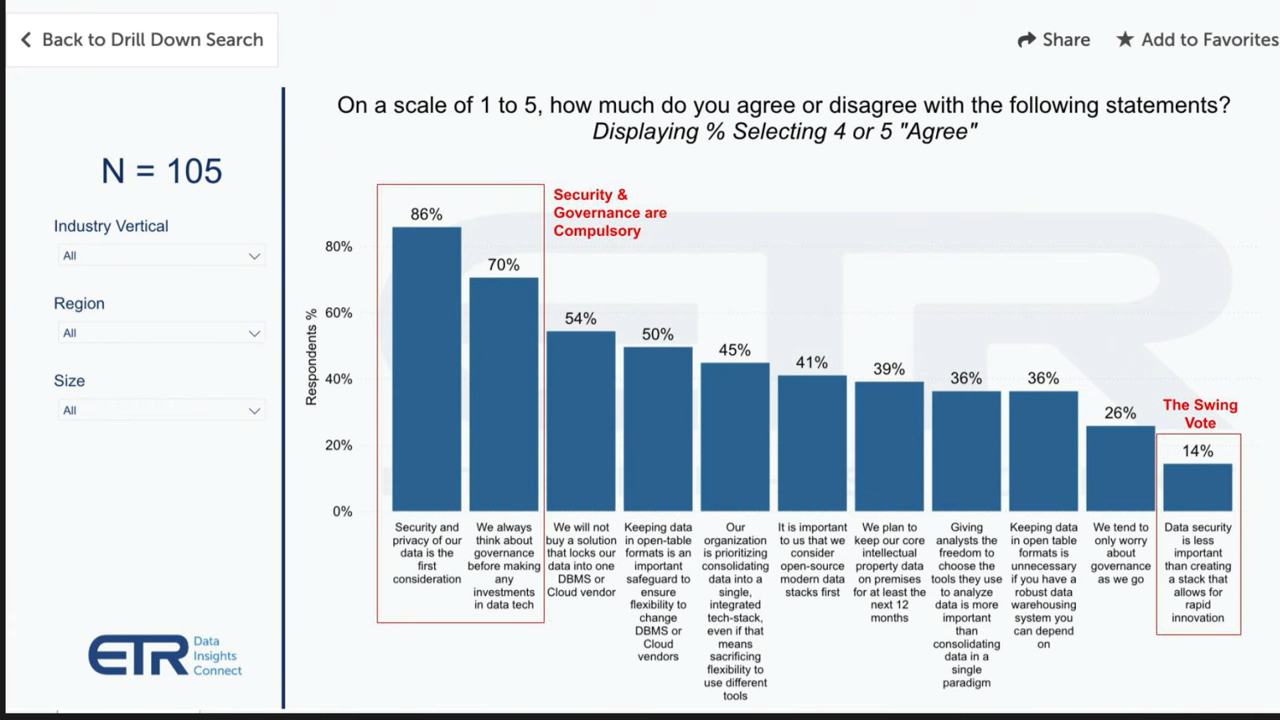 Back to Drill Down Search
Share
Add to Favorites
On a scale of 1 to 5, how much do you agree or disagree with the following statements?
Displaying % Selecting 4 or 5 "Agree"
N = 105
Industry Vertical
All
Region
All
Size
All
Security &
Governance are
Compulsory
The Swing
Vote
Respondents %
80%
60%
40%
20%
0%
86%
70%
54%
50%
45%
41%
39%
36%
36%
26%
14%
Security and
privacy of our
data is the
first
consideration
We always
think about
governance
before making
any
investments
in data tech
We will not
buy a solution
that locks our
data into one
DBMS or
Cloud vendor
Keeping data
in open-table
formats is an
important
safeguard to
ensure
flexibility to
change
DBMS or
Cloud
vendors
Our
organization
is prioritizing
consolidating
data into a
single,
integrated
tech-stack,
even if that
means
sacrificing
flexibility to
use different
tools
It is important
to us that we
consider
open-source
modern data
stacks first
We plan to
keep our core
intellectual
property data
on premises
for at least the
next 12
months
Giving
analysts the
freedom to
choose the
tools they use
to analyze
data is more
important
than
consolidating
data in a
single
paradigm
Keeping data
in open table
formats is
unnecessary
if you have a
robust data
warehousing
system you
can depend
on
We tend to
only worry
about
governance
as we go
Data security
is less
important
than creating
a stack that
allows for
rapid
innovation
ETR
Data
Insights
Connect
ETR